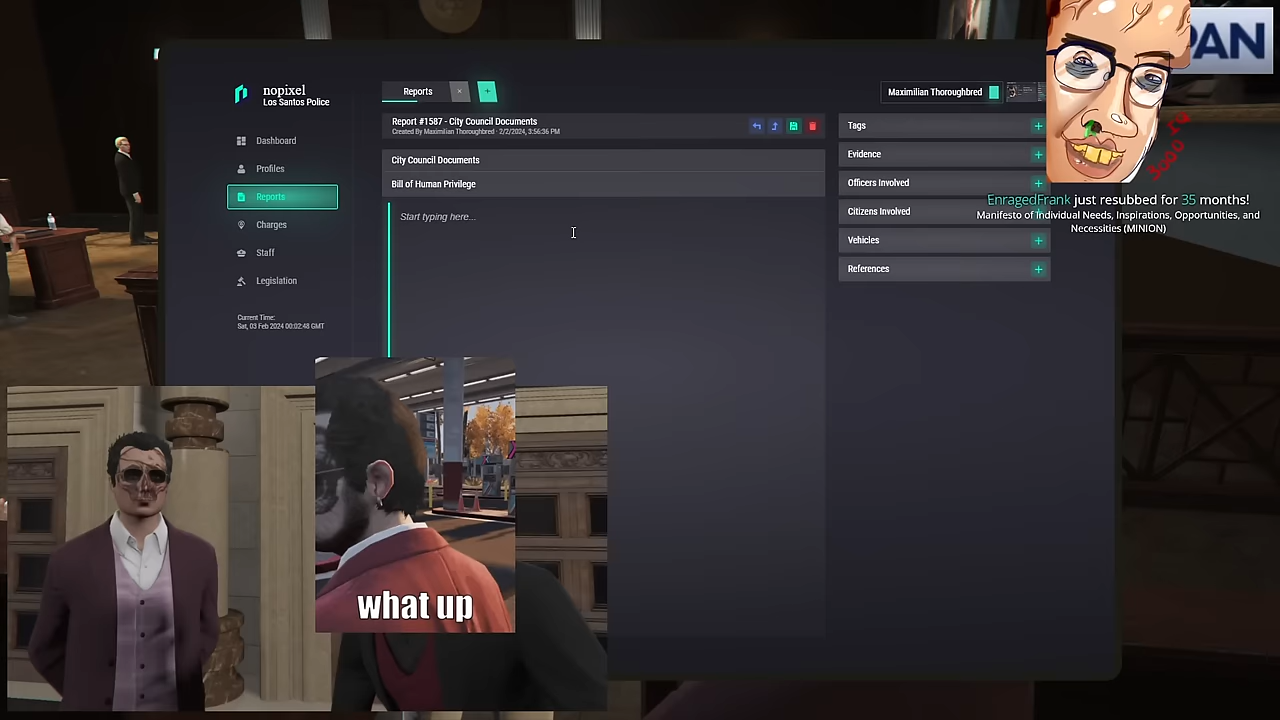 nopixel
Los Santos Police
Dashboard
Profiles
Reports
Charges
Staff
Legislation
Current Time:
Sat, 03 Feb 2024 00:02:48 GMT
Reports
Maximilian Thoroughbred
Report #1587 - City Council Documents
Created By Maximilian Thoroughbred · 2/2/2024, 3:56:36 PM
City Council Documents
Bill of Human Privilege
Start typing here...
Tags
Evidence
Officers Involved
Citizens Involved
Vehicles
References
PAN
3000 ru
EnragedFrank just resubbed for 35 months!
Manifesto of Individual Needs, Inspirations, Opportunities, and
Necessities (MINION)
what up